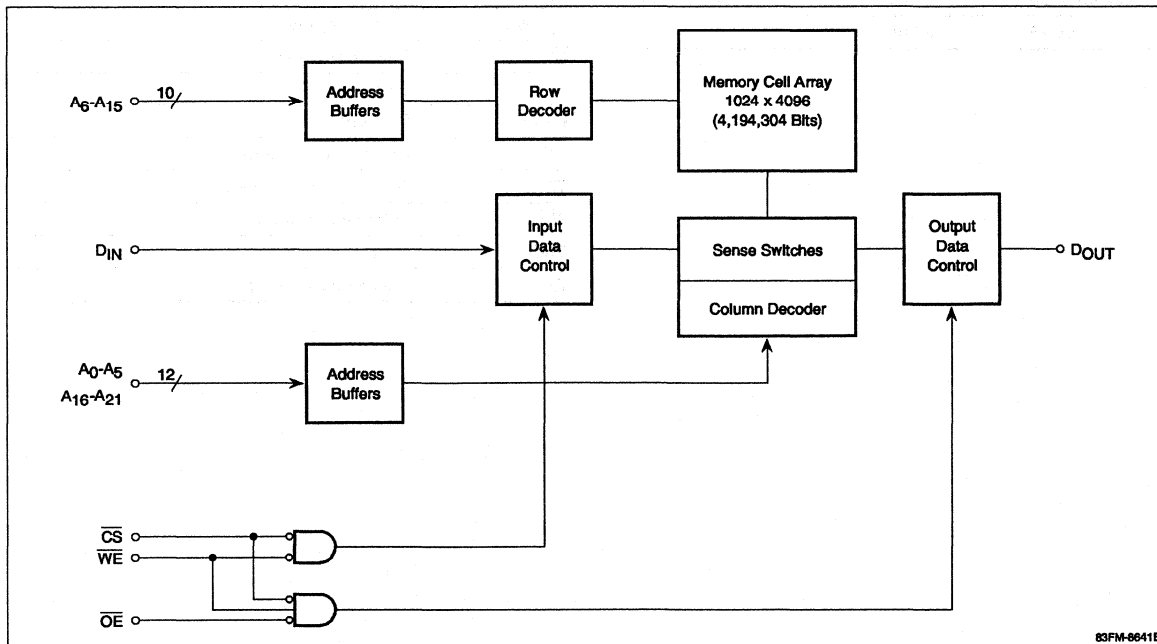 A6-A15
10
Address
Buffers
Row
Decoder
Memory Cell Array
1024 x 4096
(4,194,304 Bits)
DIN
Input
Data
Control
Sense Switches
Column Decoder
Output
Data
Control
DOUT
A0-A5
A16-A21
12
Address
Buffers
CS
WE
OE
83FM-8641B